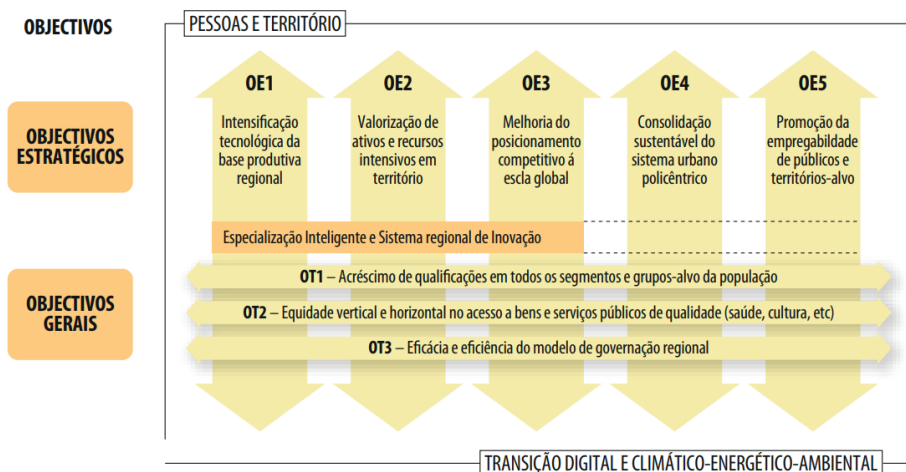 OBJECTIVOS
PESSOAS E TERRITÓRIO
OBJECTIVOS
ESTRATÉGICOS
OE1
Intensificação
tecnológica da
base produtiva
regional
OE2
Valorização de
ativos e recursos
intensivos em
território
OE3
Melhoria do
posicionamento
competitivo á
escla global
OE4
Consolidação
sustentável do
sistema urbano
policêntrico
OE5
Promoção da
empregabildade
de públicos e
territórios-alvo
Especialização Inteligente e Sistema regional de Inovação
OBJECTIVOS
GERAIS
OT1 – Acréscimo de qualificações em todos os segmentos e grupos-alvo da população
OT2 – Equidade vertical e horizontal no acesso a bens e serviços públicos de qualidade (saúde, cultura, etc)
OT3 – Eficácia e eficiência do modelo de governação regional
TRANSIÇÃO DIGITAL E CLIMÁTICO-ENERGÉTICO-AMBIENTAL